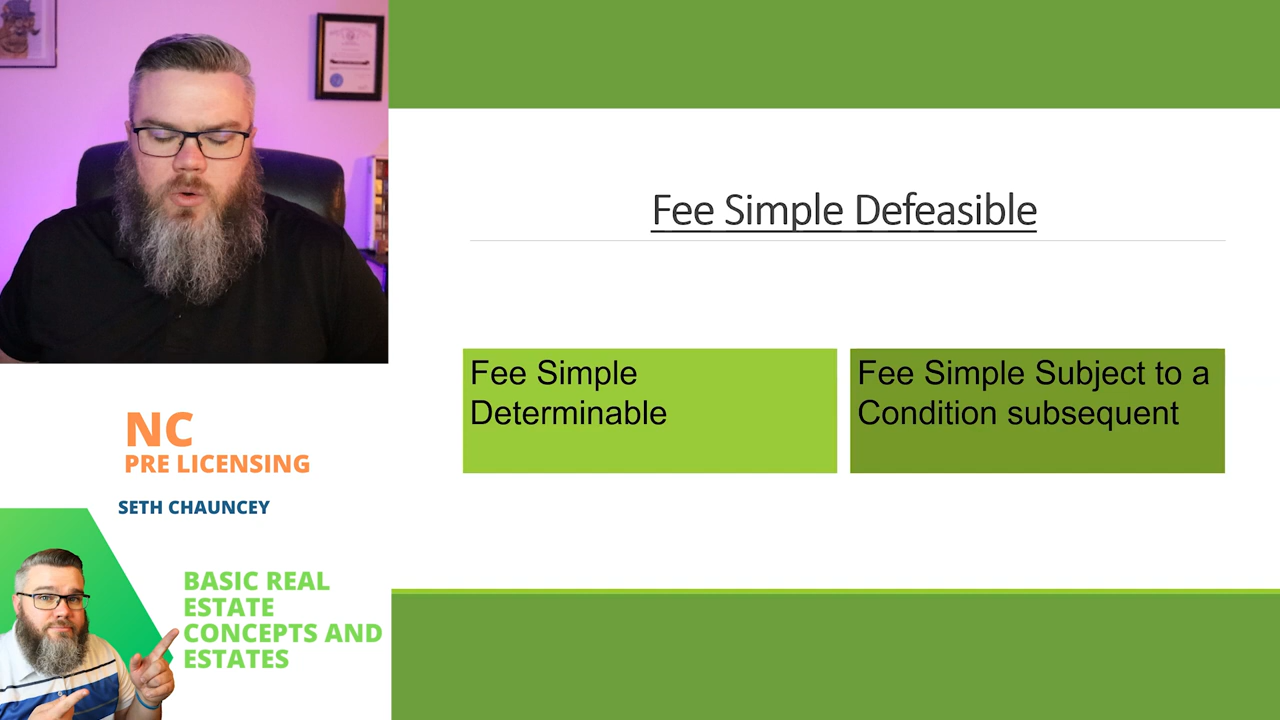 Fee Simple Defeasible
Fee Simple
Determinable
Fee Simple Subject to a
Condition subsequent
NC
PRE LICENSING
SETH CHAUNCEY
BASIC REAL
ESTATE
CONCEPTS AND
ESTATES